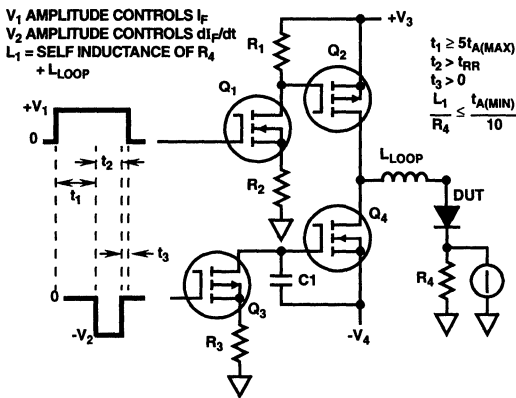 V1 AMPLITUDE CONTROLS IF
V2 AMPLITUDE CONTROLS dIF/dt
L1 = SELF INDUCTANCE OF R4
+ LLOOP
+V3
t1 ≥ 5tA(MAX)
t2 > tRR
t3 > 0
L1/R4 ≤ tA(MIN)/10
R1
Q2
Q1
+V1
0
t2
t1
R2
LLOOP
DUT
Q4
t3
C1
R4
0
Q3
-V2
R3
-V4